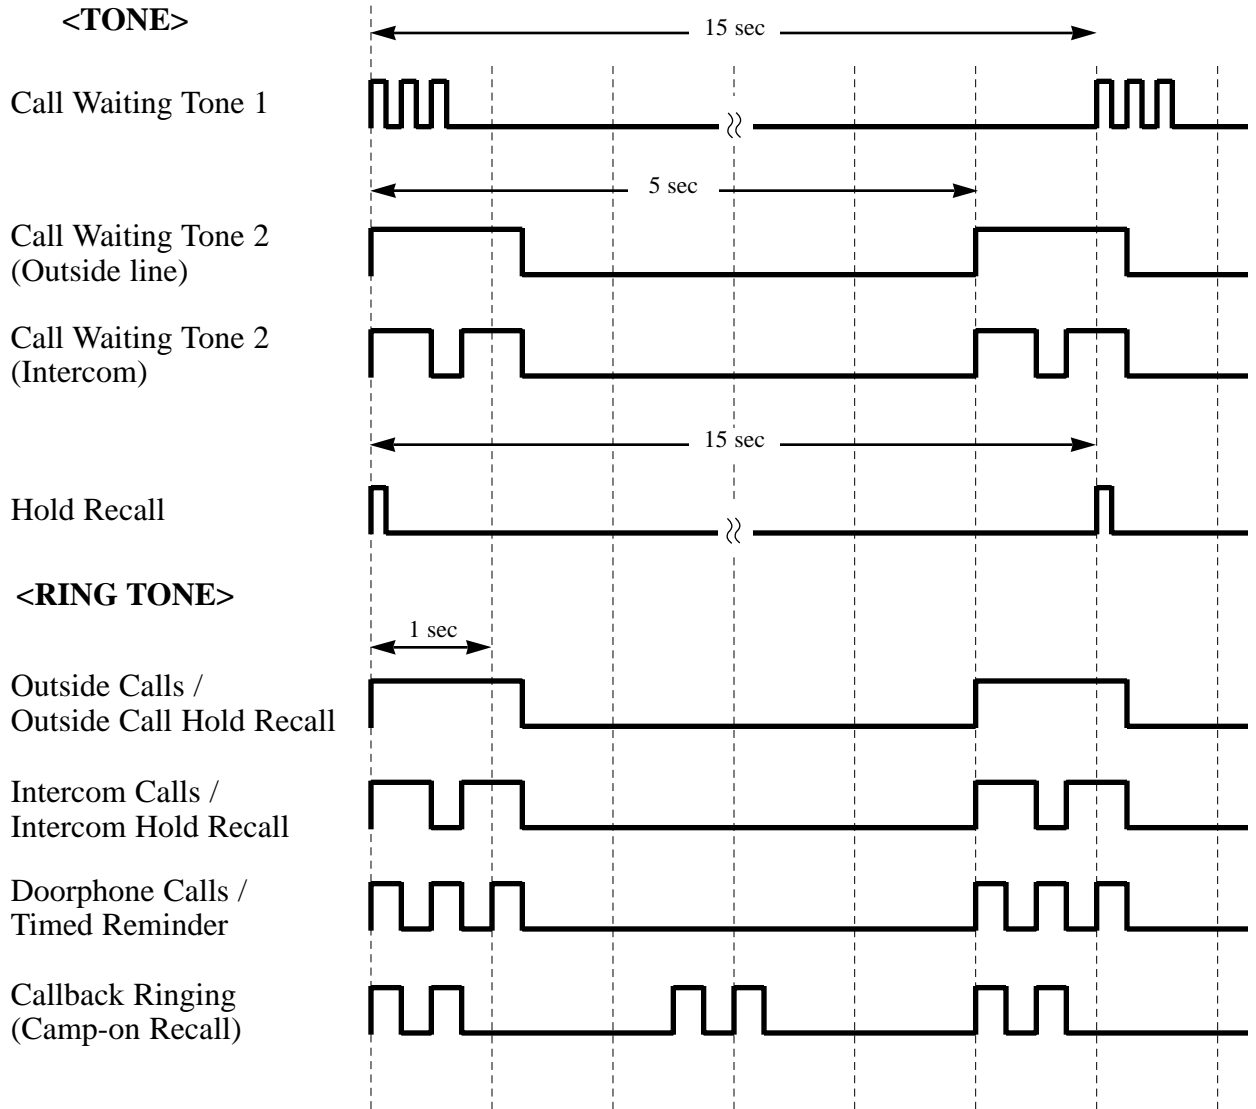 <TONE>
15 sec
Call Waiting Tone 1
5 sec
Call Waiting Tone 2
(Outside line)
Call Waiting Tone 2
(Intercom)
15 sec
Hold Recall
<RING TONE>
1 sec
Outside Calls /
Outside Call Hold Recall
Intercom Calls /
Intercom Hold Recall
Doorphone Calls /
Timed Reminder
Callback Ringing
(Camp-on Recall)